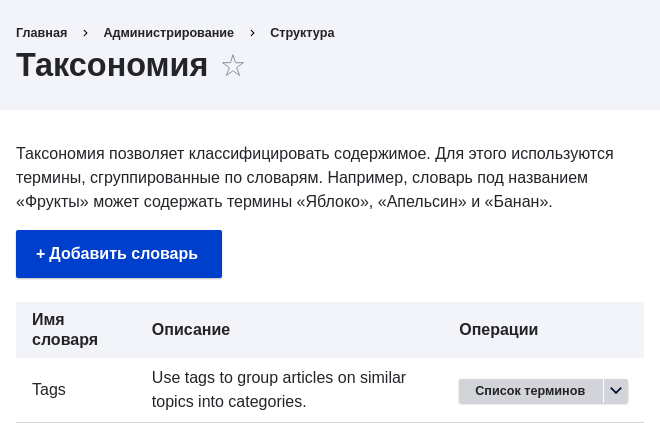 Главная › Администрирование › Структура
Таксономия
Таксономия позволяет классифицировать содержимое. Для этого используются
термины, сгруппированные по словарям. Например, словарь под названием
«Фрукты» может содержать термины «Яблоко», «Апельсин» и «Банан».
+ Добавить словарь
Имя
словаря
Описание
Операции
Tags
Use tags to group articles on similar
topics into categories.
Список терминов